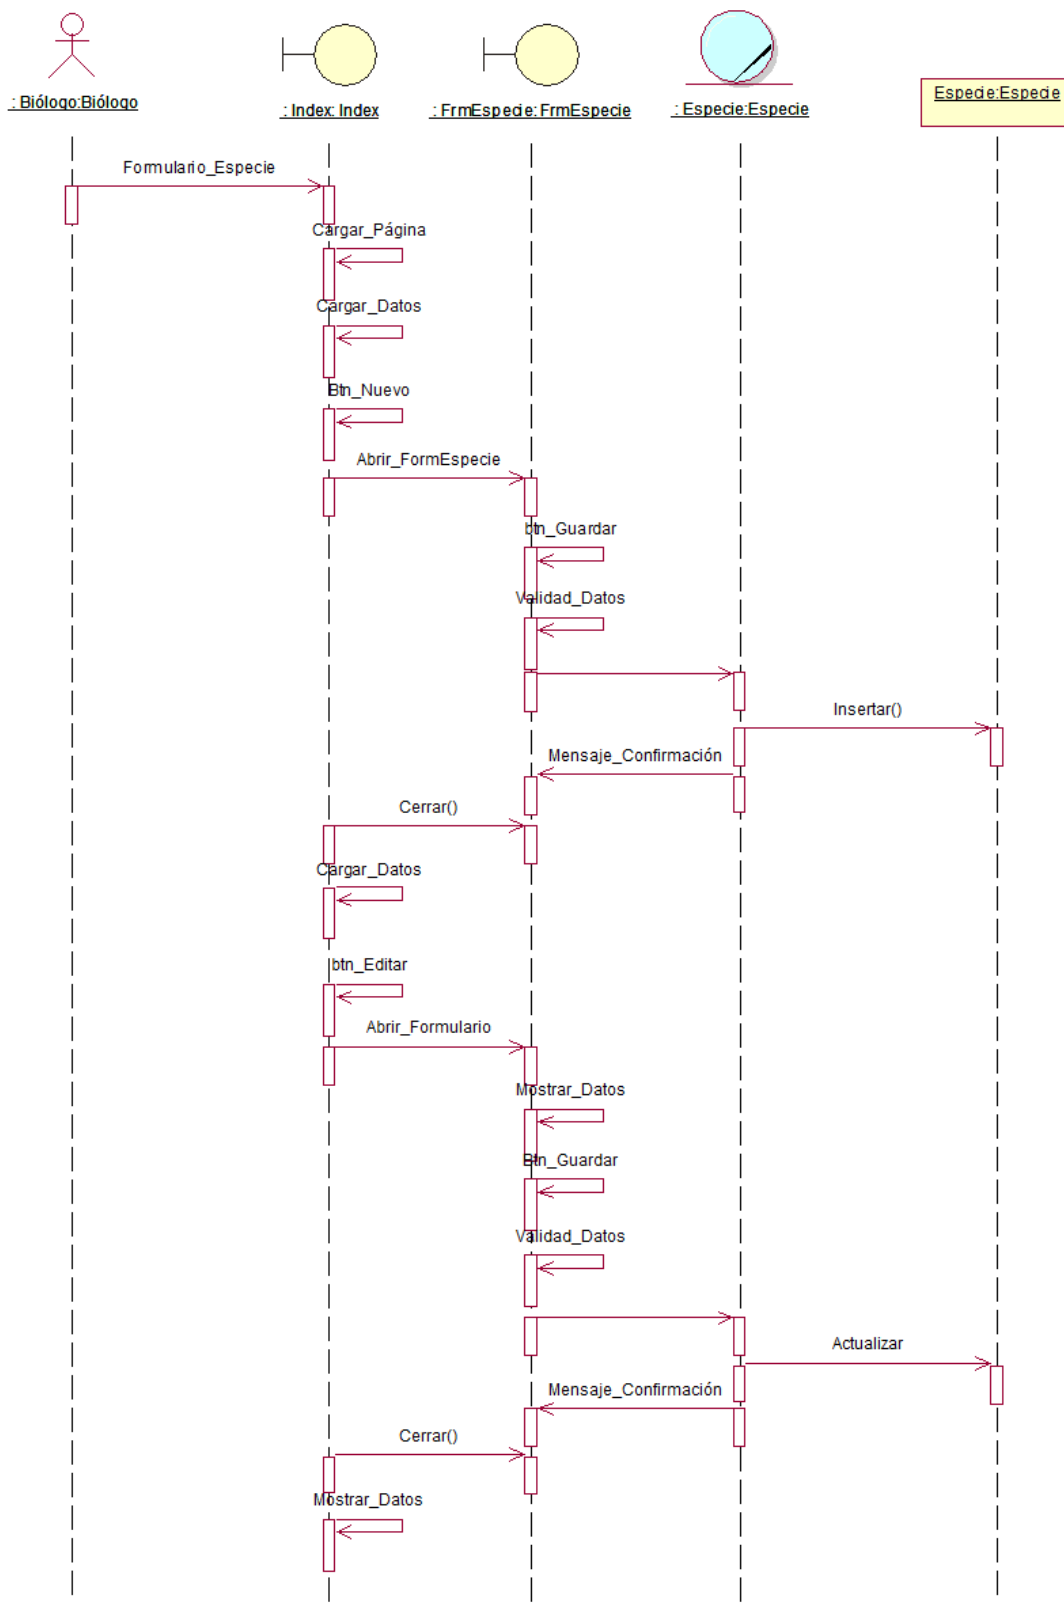 : Biólogo:Biólogo
: Index: Index
: FrmEspecie: FrmEspecie
: Especie:Especie
Especie:Especie
Formulario_Especie
Cargar_Página
Cargar_Datos
Btn_Nuevo
Abrir_FormEspecie
btn_Guardar
Validad_Datos
Insertar()
Mensaje_Confirmación
Cerrar()
Cargar_Datos
btn_Editar
Abrir_Formulario
Mostrar_Datos
Btn_Guardar
Validad_Datos
Actualizar
Mensaje_Confirmación
Cerrar()
Mostrar_Datos